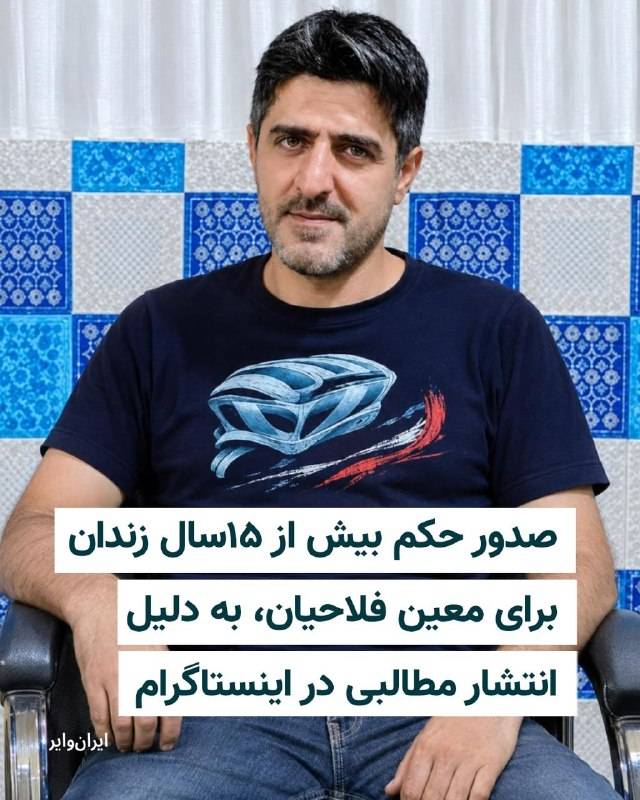 صدور حکم بیش از ۱۵سال زندان
برای معین فلاحیان، به دلیل
انتشار مطالبی در اینستاگرام
ایران‌وایر